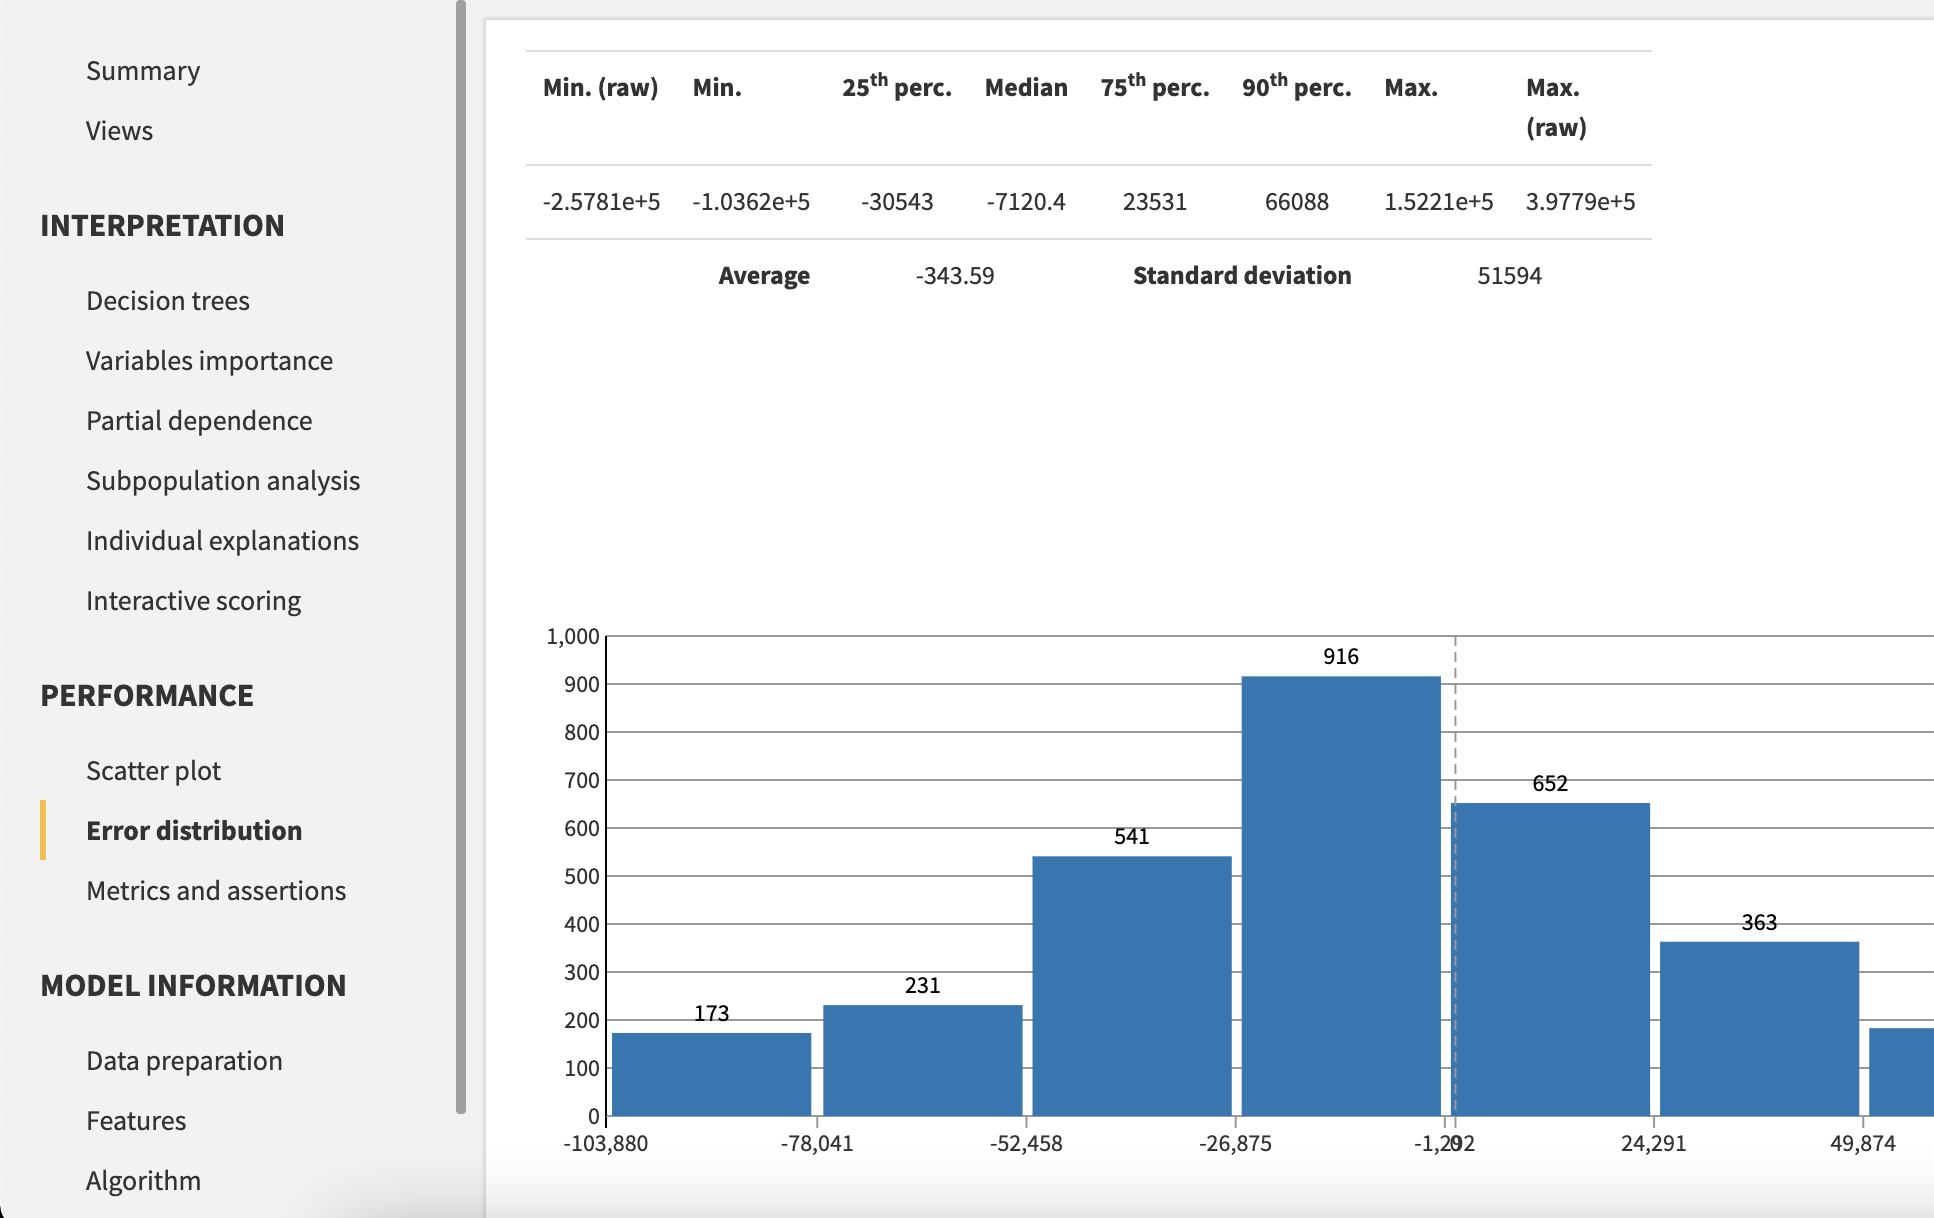 Summary
Views
INTERPRETATION
Decision trees
Variables importance
Partial dependence
Subpopulation analysis
Individual explanations
Interactive scoring
PERFORMANCE
Scatter plot
Error distribution
Metrics and assertions
MODEL INFORMATION
Data preparation
Features
Algorithm
Min. (raw) Min. 25th perc. Median 75th perc. 90th perc. Max. Max. (raw)
-2.5781e+5 -1.0362e+5 -30543 -7120.4 23531 66088 1.5221e+5 3.9779e+5
Average -343.59 Standard deviation 51594
1,000
900
800
700
600
500
400
300
200
100
0
173 231 541 916 652 363
-103,880 -78,041 -52,458 -26,875 -1,292 0 24,291 49,874